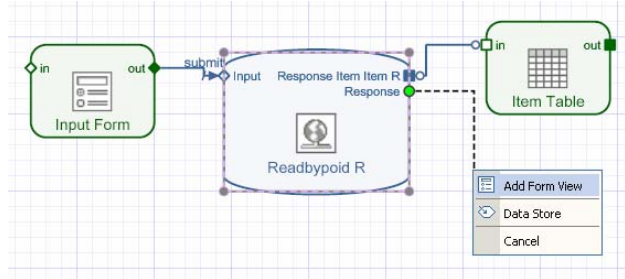 in
out
Input Form
submit
Input
Response Item Item R
Response
Readbypoid R
in
out
Item Table
Add Form View
Data Store
Cancel